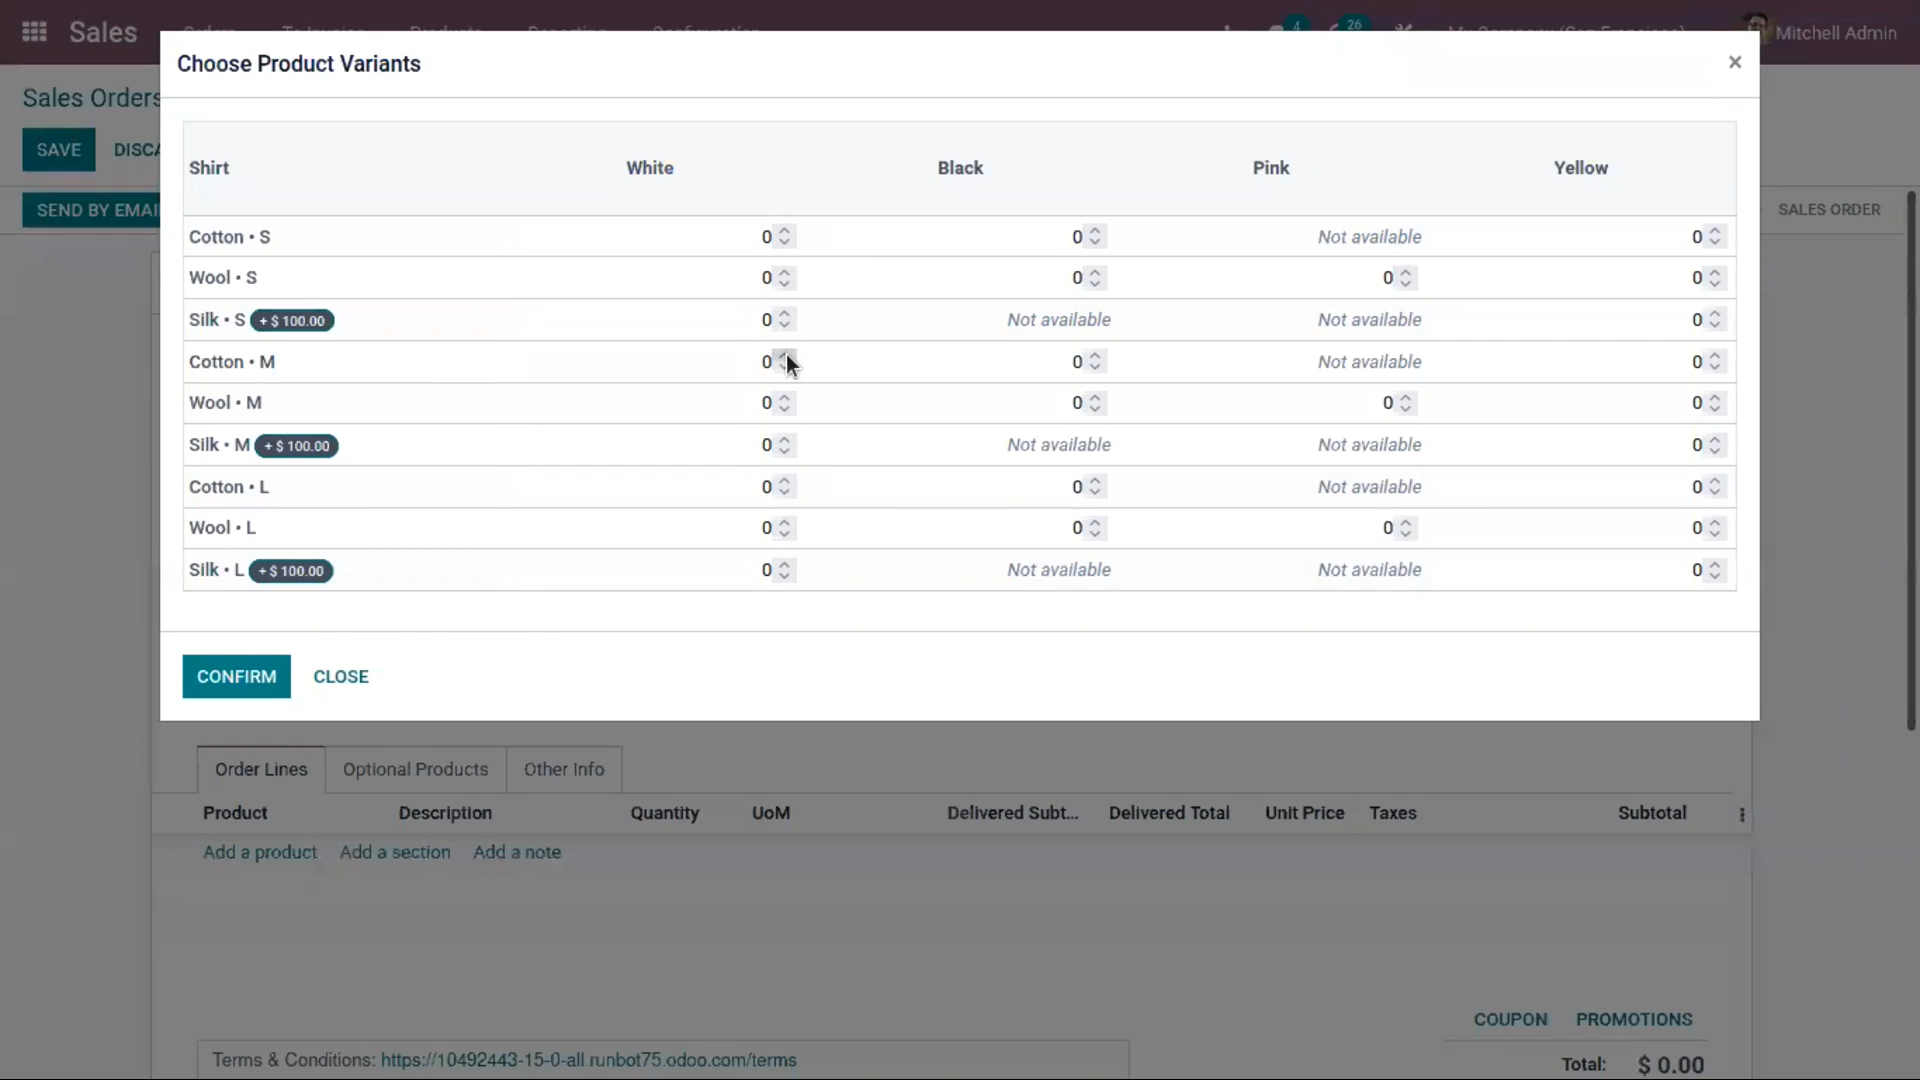 Sales
4
26
Mitchell Admin
Choose Product Variants
×
Sales Orders
SAVE
SALES ORDER
Shirt White Black Pink Yellow
Cotton • S 0 0 Not available 0
Wool • S 0 0 0 0
Silk • S + $ 100.00 0 Not available Not available 0
Cotton • M 0 0 Not available 0
Wool • M 0 0 0 0
Silk • M + $ 100.00 0 Not available Not available 0
Cotton • L 0 0 Not available 0
Wool • L 0 0 0 0
Silk • L + $ 100.00 0 Not available Not available 0
CONFIRM CLOSE
Order Lines Optional Products Other Info
Product Description Quantity UoM Delivered Subt... Delivered Total Unit Price Taxes Subtotal
Add a product Add a section Add a note
COUPON PROMOTIONS
Terms & Conditions: https://10492443-15-0-all.runbot75.odoo.com/terms
Total: $ 0.00